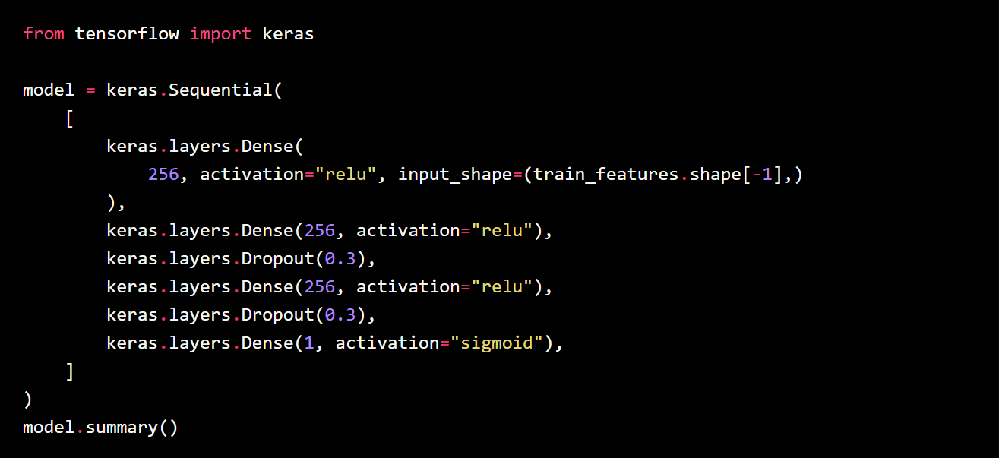 from tensorflow import keras

model = keras.Sequential(
    [
        keras.layers.Dense(
            256, activation="relu", input_shape=(train_features.shape[-1],)
        ),
        keras.layers.Dense(256, activation="relu"),
        keras.layers.Dropout(0.3),
        keras.layers.Dense(256, activation="relu"),
        keras.layers.Dropout(0.3),
        keras.layers.Dense(1, activation="sigmoid"),
    ]
)
model.summary()